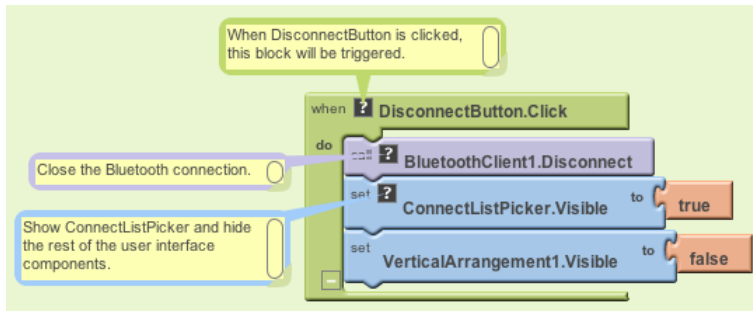 When DisconnectButton is clicked,
this block will be triggered.
when ? DisconnectButton.Click
do
call ? BluetoothClient1.Disconnect
Close the Bluetooth connection.
set ? ConnectListPicker.Visible to true
Show ConnectListPicker and hide
the rest of the user interface
components.
set VerticalArrangement1.Visible to false